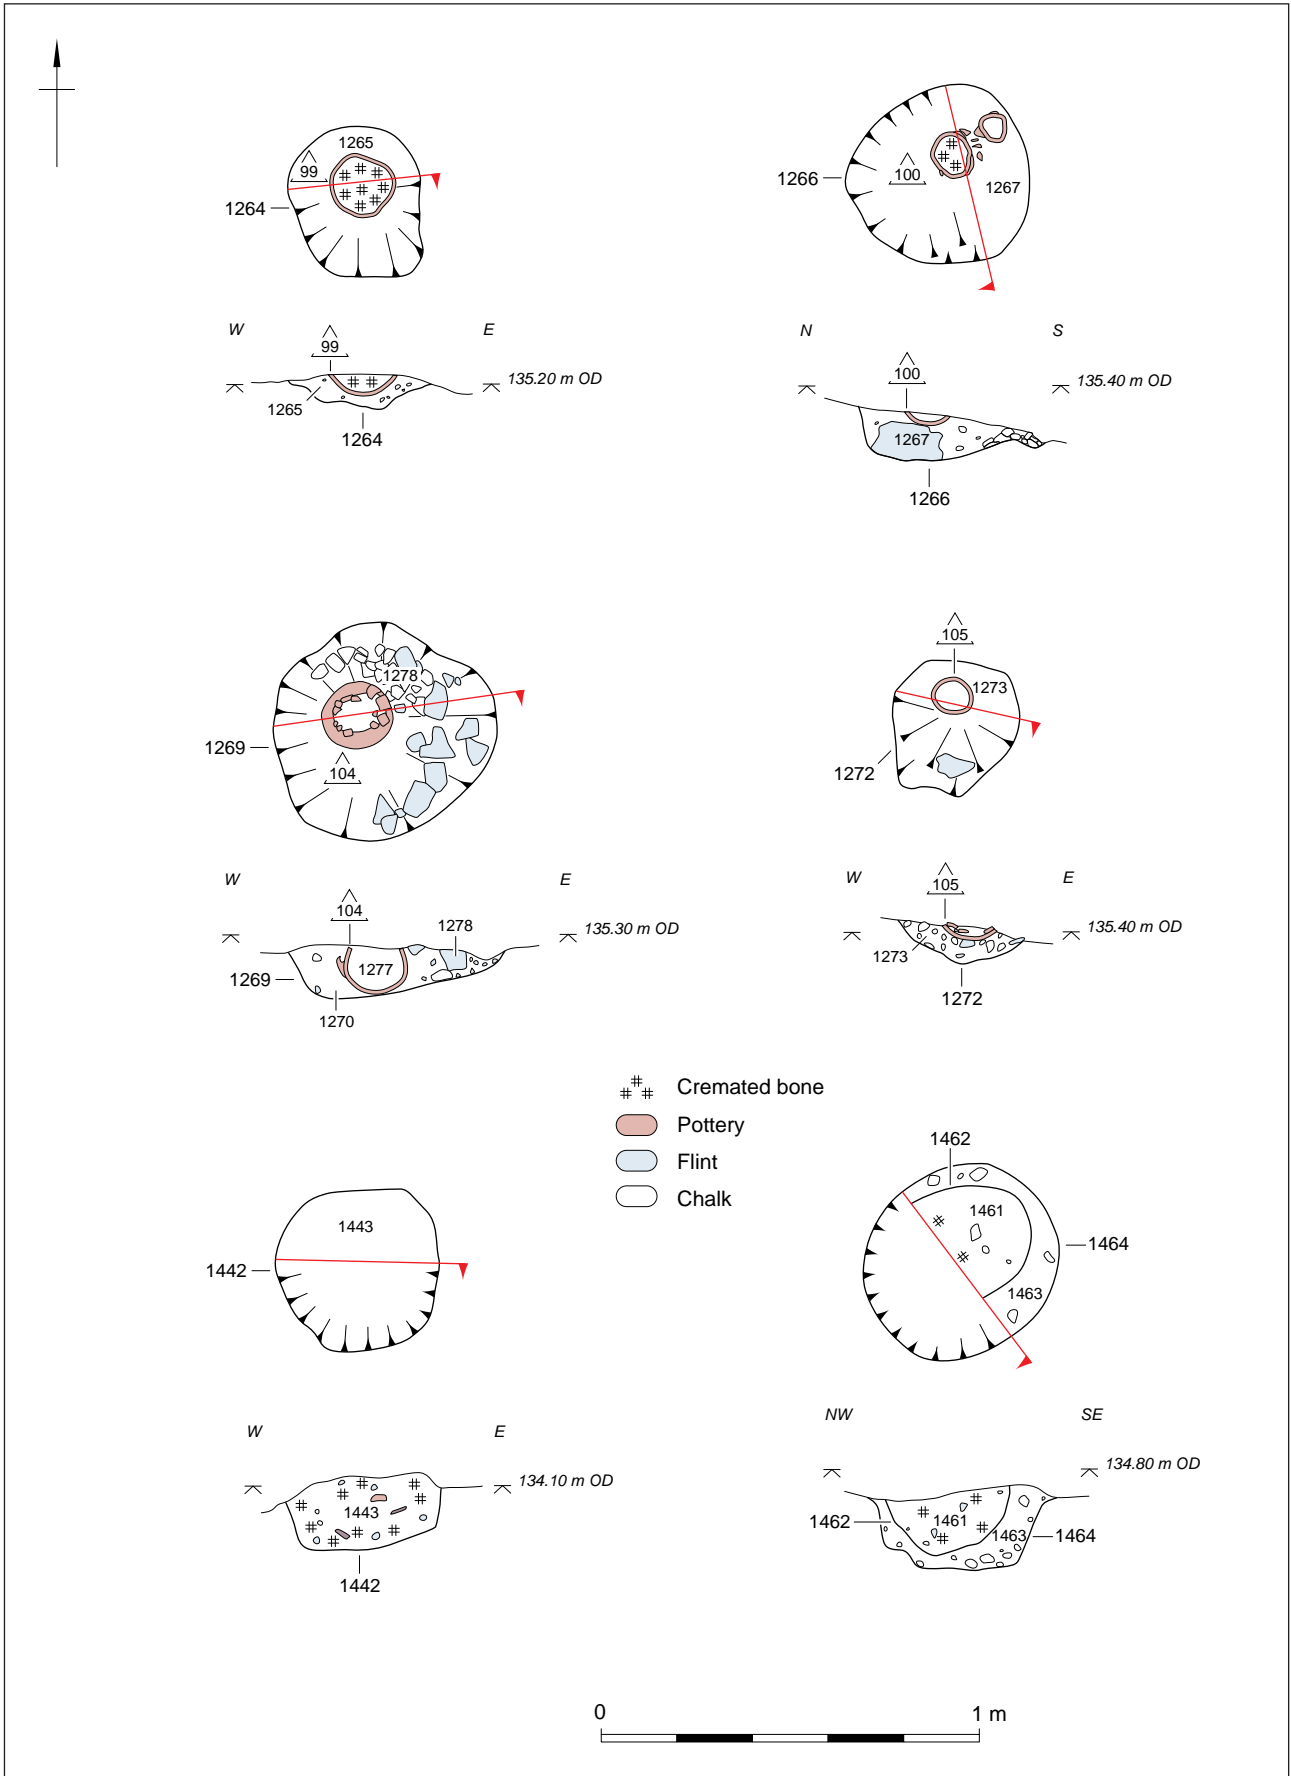 1265
99
1264
1266
100
1267
W
E
99
135.20 m OD
1265
1264
N
S
100
135.40 m OD
1267
1266
1278
1269
104
105
1273
1272
W
E
104
1278
135.30 m OD
1277
1269
1270
W
E
105
135.40 m OD
1273
1272
Cremated bone
Pottery
Flint
Chalk
1443
1442
1462
1461
1464
1463
W
E
134.10 m OD
1443
1442
NW
SE
134.80 m OD
1462
1461
1463
1464
0
1 m